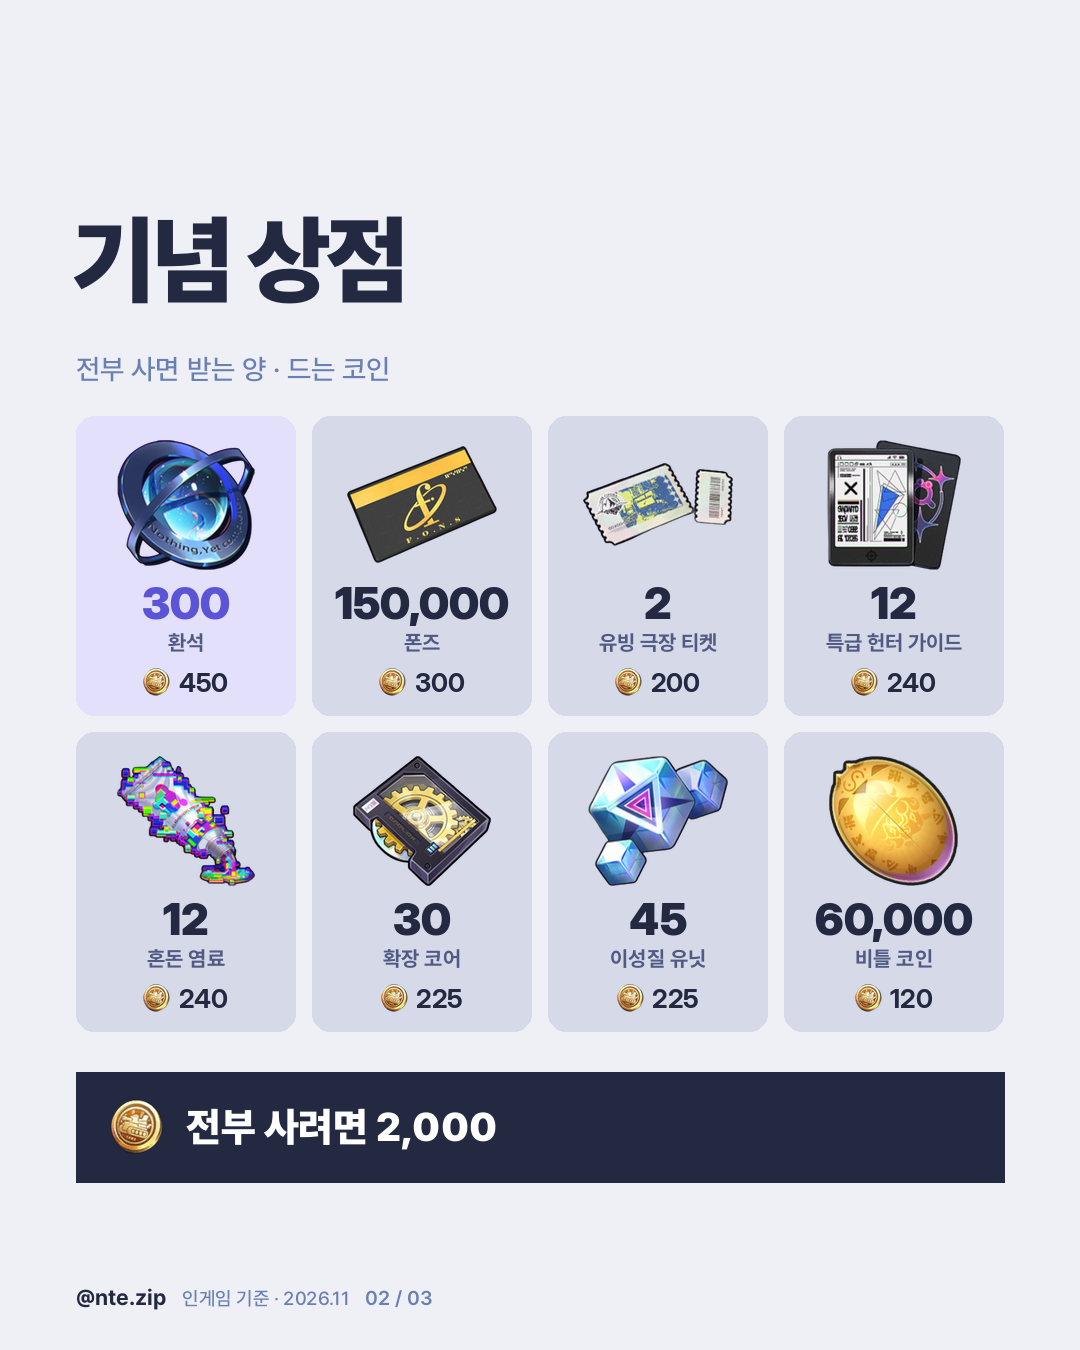 기념 상점
전부 사면 받는 양 · 드는 코인
Nothing,Yet
F.O.N.S
300
환석
450
150,000
폰즈
300
2
유빙 극장 티켓
200
12
특급 헌터 가이드
240
12
혼돈 염료
240
30
확장 코어
225
45
이성질 유닛
225
60,000
비틀 코인
120
전부 사려면 2,000
@nte.zip 인게임 기준 · 2026.11 02 / 03